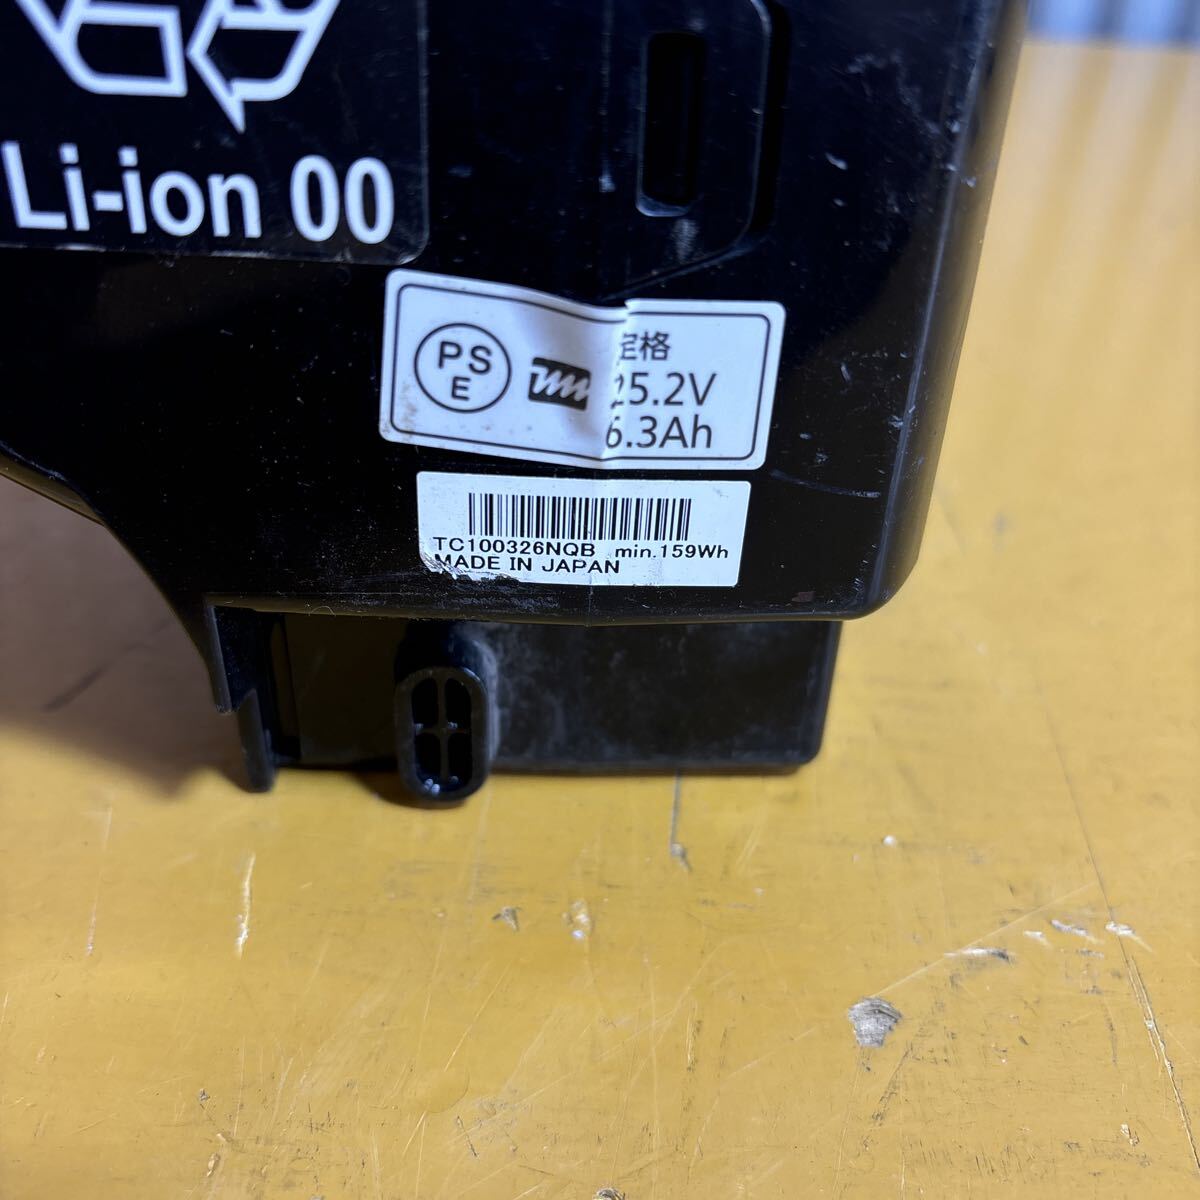 Li-ion 00
PS
E
定格
25.2V
6.3Ah
TC100326NQB min.159Wh
MADE IN JAPAN